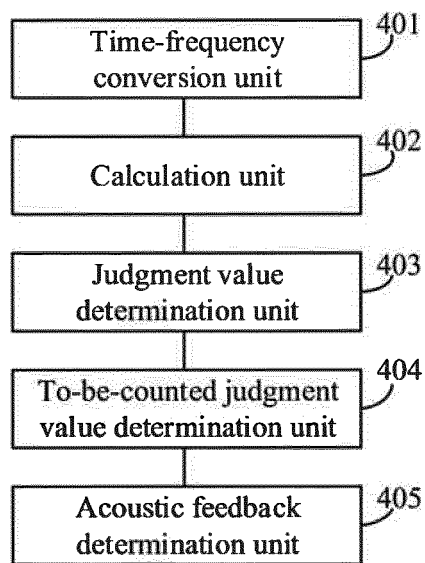 401
Time-frequency
conversion unit
402
Calculation unit
403
Judgment value
determination unit
404
To-be-counted judgment
value determination unit
405
Acoustic feedback
determination unit